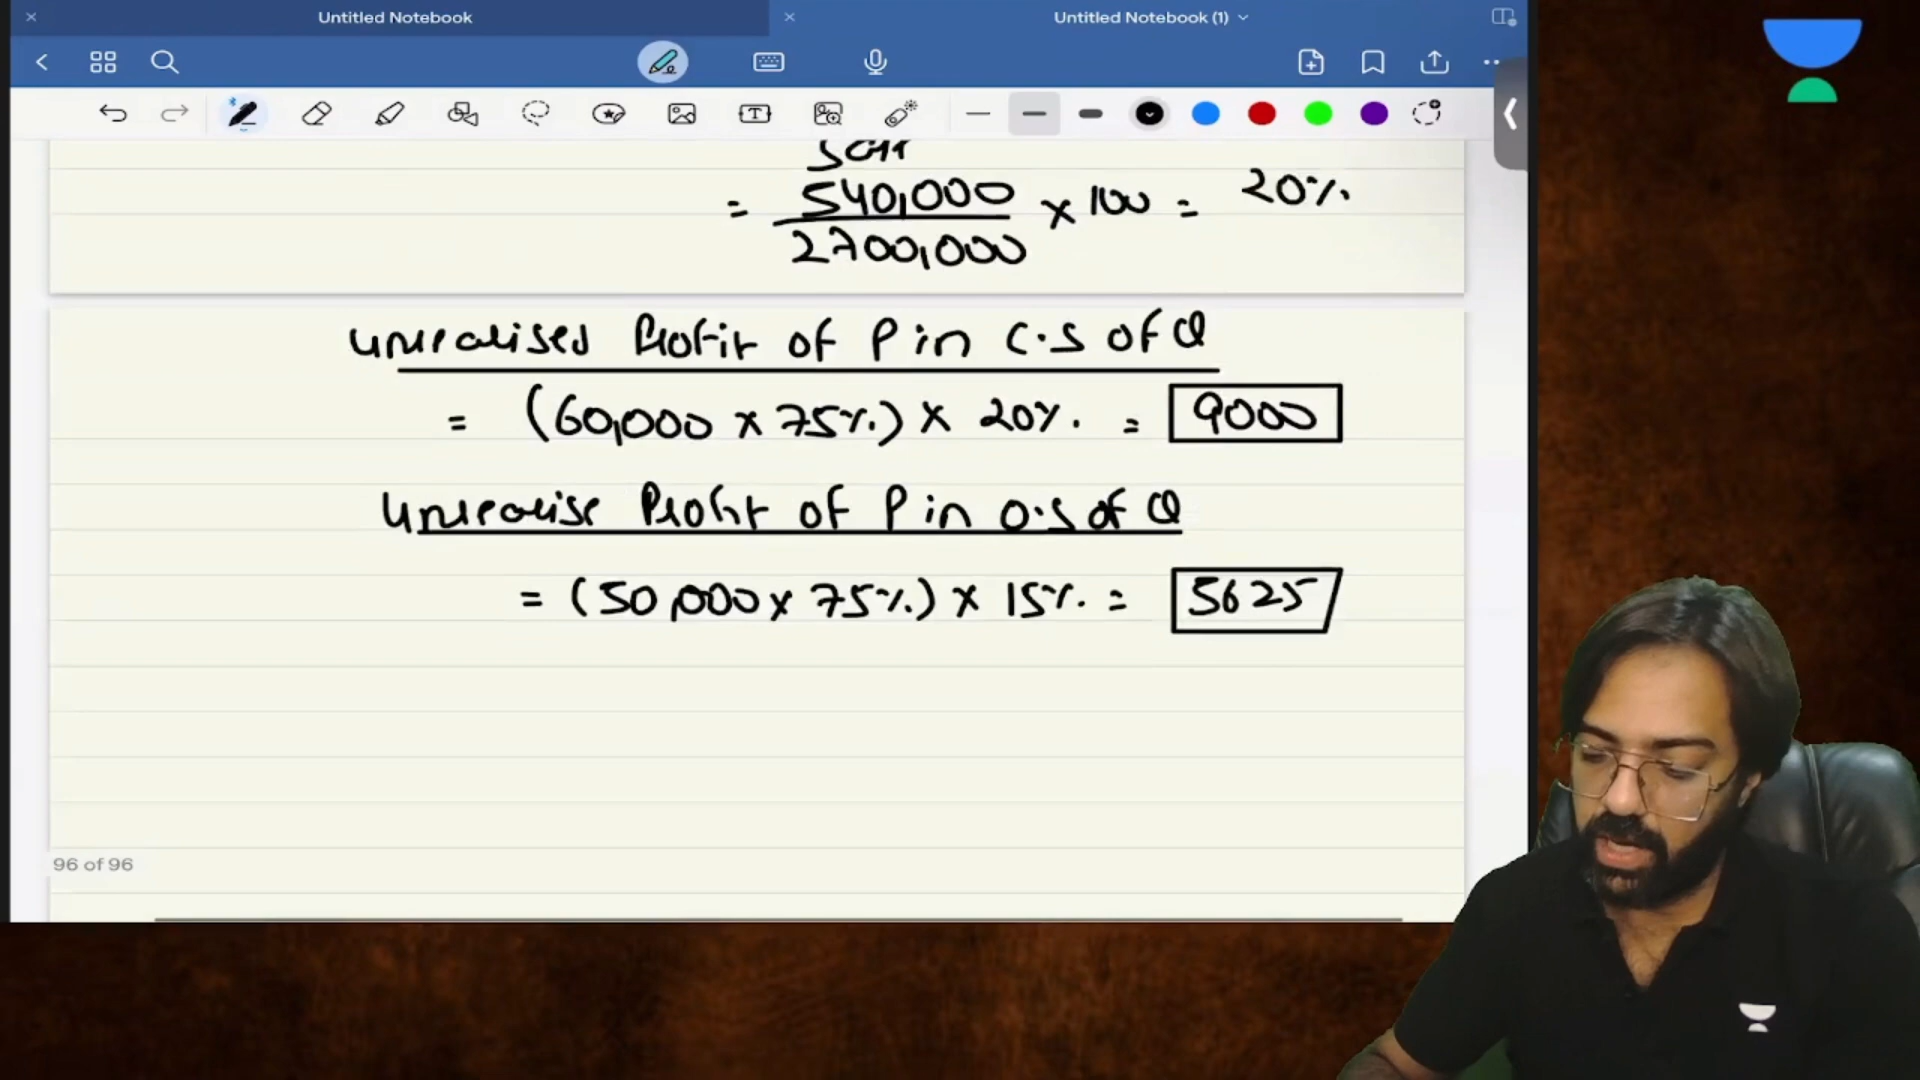 Untitled Notebook
Untitled Notebook (1)
= 540,000 x 100 = 20%
2700,000
Unrealised Profit of P in C.S of Q
= (60,000 x 75%) x 20% = 9000
Unrealise Profit of P in O.S of Q
= (50,000 x 75%) x 15% = 5625
96 of 96